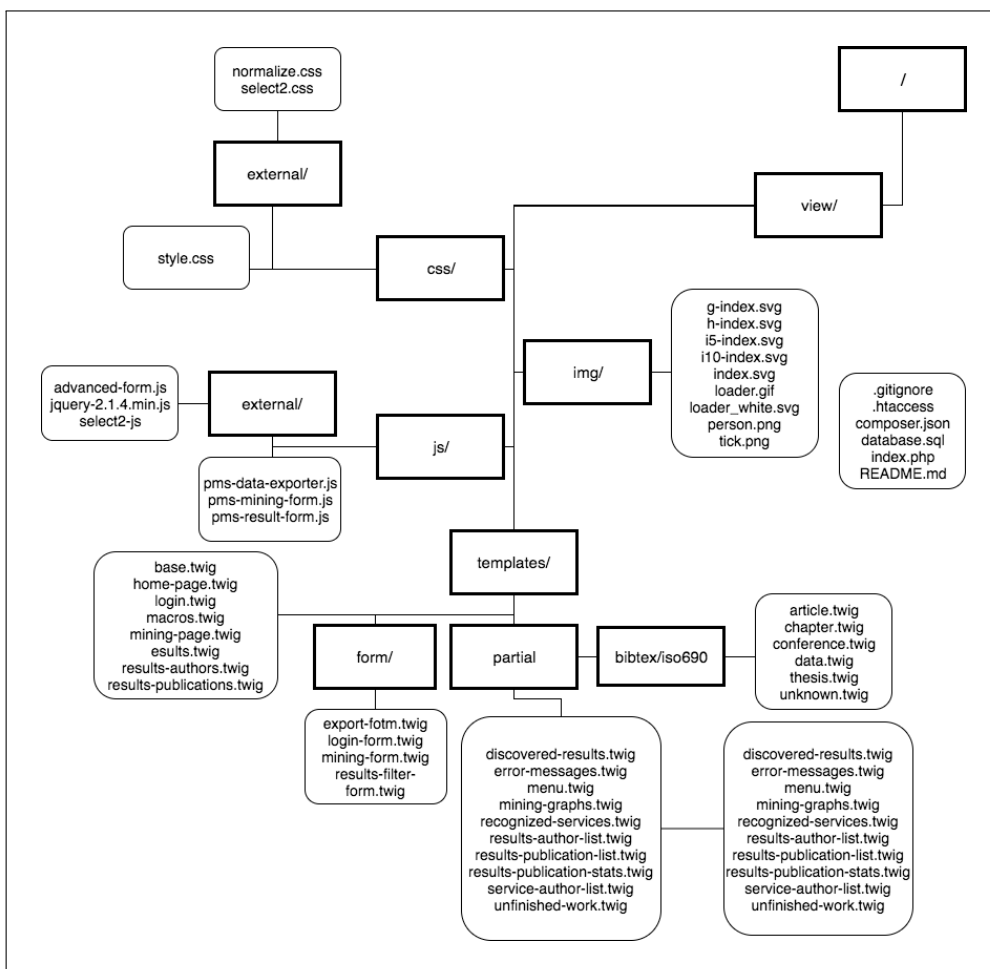 normalize.css
select2.css
/
external/
view/
style.css
css/
g-index.svg
h-index.svg
i5-index.svg
i10-index.svg
index.svg
loader.gif
loader_white.svg
person.png
tick.png
img/
.gitignore
.htaccess
composer.json
database.sql
index.php
README.md
advanced-form.js
jquery-2.1.4.min.js
select2-js
external/
js/
pms-data-exporter.js
pms-mining-form.js
pms-result-form.js
templates/
base.twig
home-page.twig
login.twig
macros.twig
mining-page.twig
esults.twig
results-authors.twig
results-publications.twig
form/
partial
bibtex/iso690
article.twig
chapter.twig
conference.twig
data.twig
thesis.twig
unknown.twig
export-fotm.twig
login-form.twig
mining-form.twig
results-filter-
form.twig
discovered-results.twig
error-messages.twig
menu.twig
mining-graphs.twig
recognized-services.twig
results-author-list.twig
results-publication-list.twig
results-publication-stats.twig
service-author-list.twig
unfinished-work.twig
discovered-results.twig
error-messages.twig
menu.twig
mining-graphs.twig
recognized-services.twig
results-author-list.twig
results-publication-list.twig
results-publication-stats.twig
service-author-list.twig
unfinished-work.twig